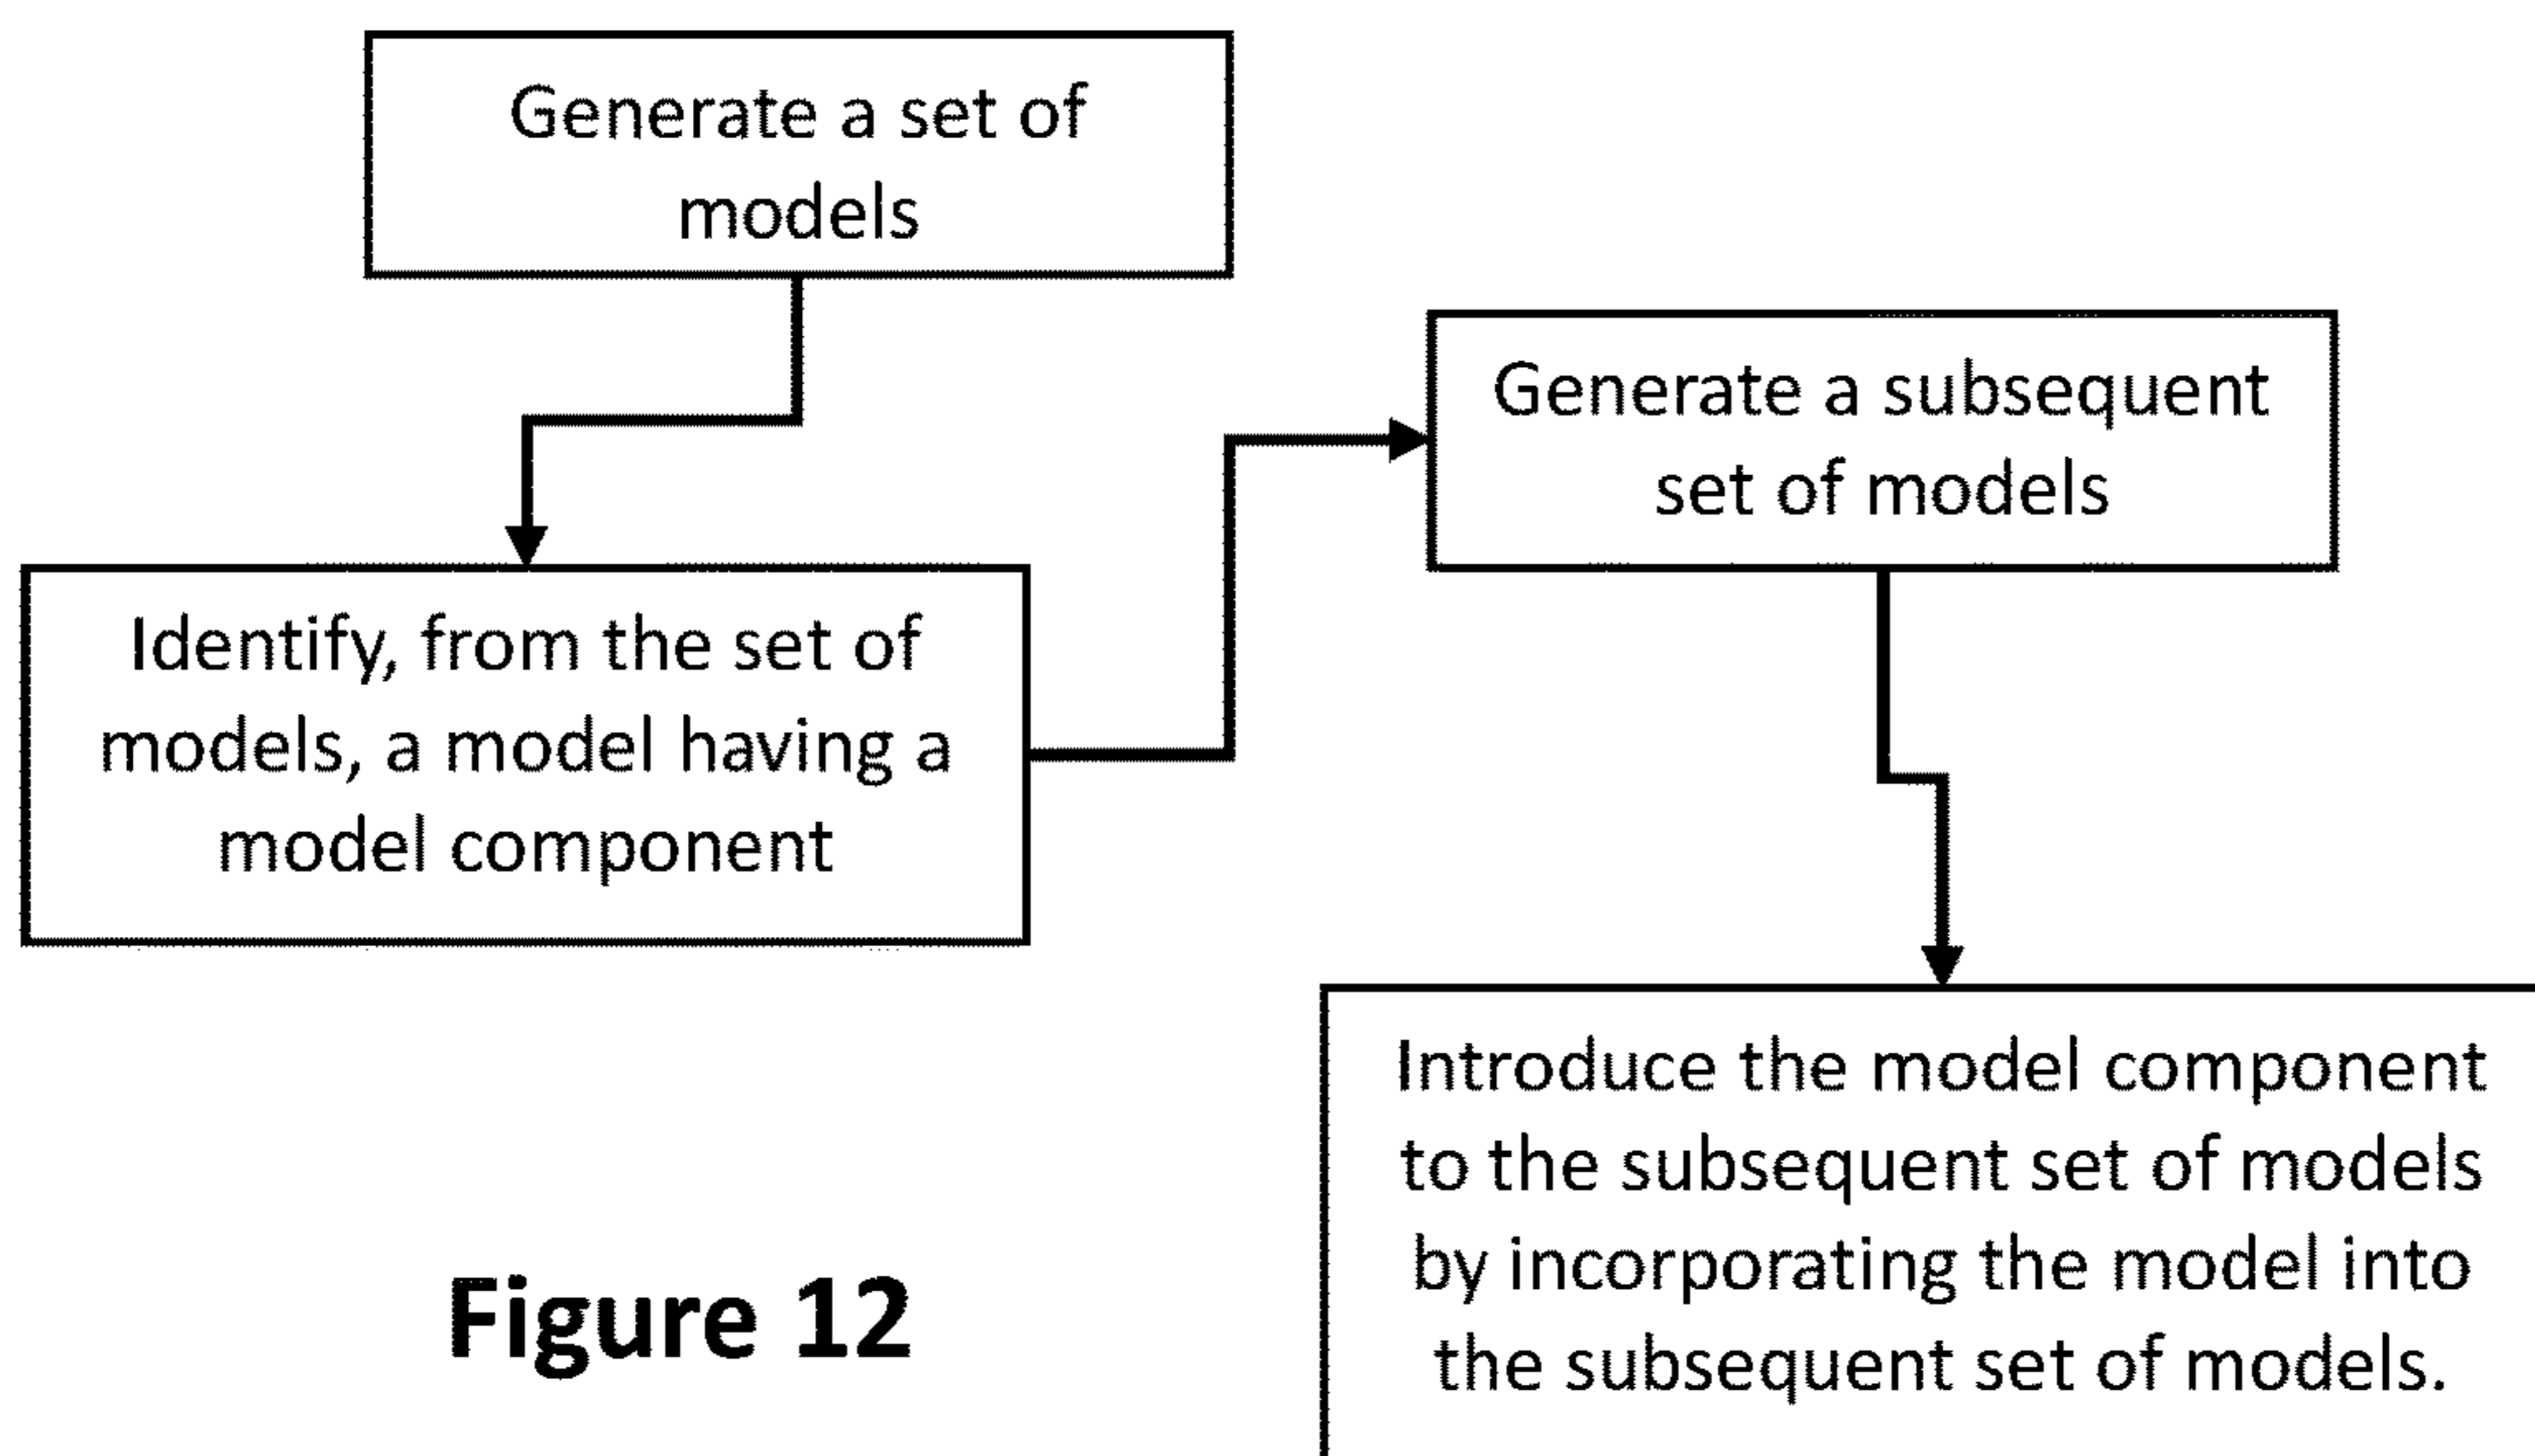 Generate a set of
models
Generate a subsequent
set of models
Identify, from the set of
models, a model having a
model component
Introduce the model component
to the subsequent set of models
by incorporating the model into
the subsequent set of models.
Figure 12